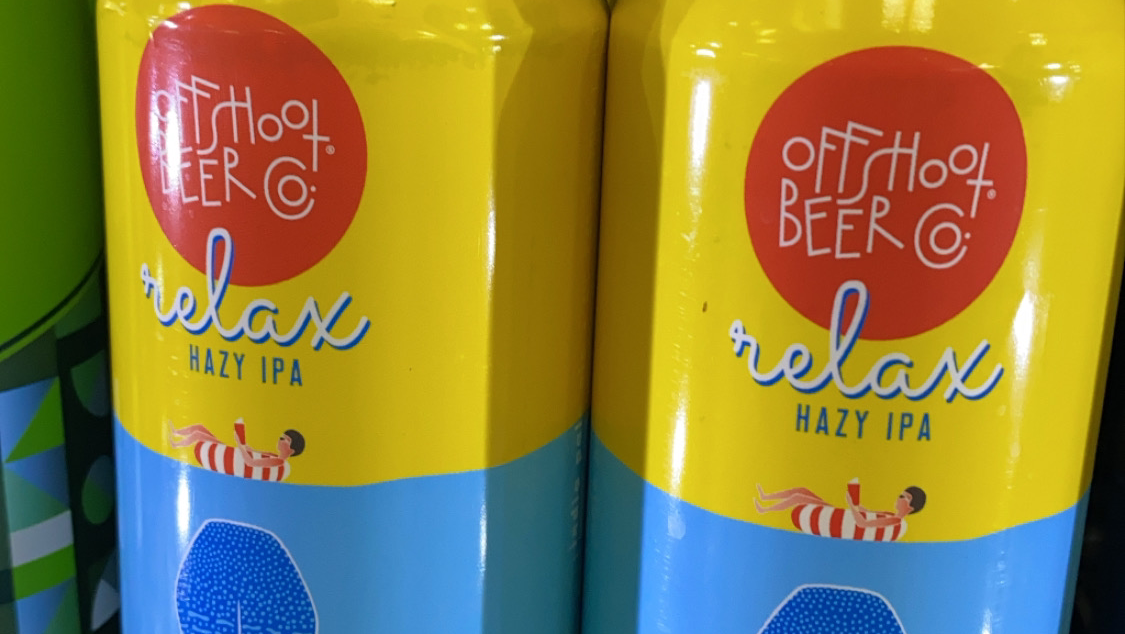 OFFSHOOT®
BEER CO.
relax
HAZY IPA
OFFSHOOT®
BEER CO.
relax
HAZY IPA